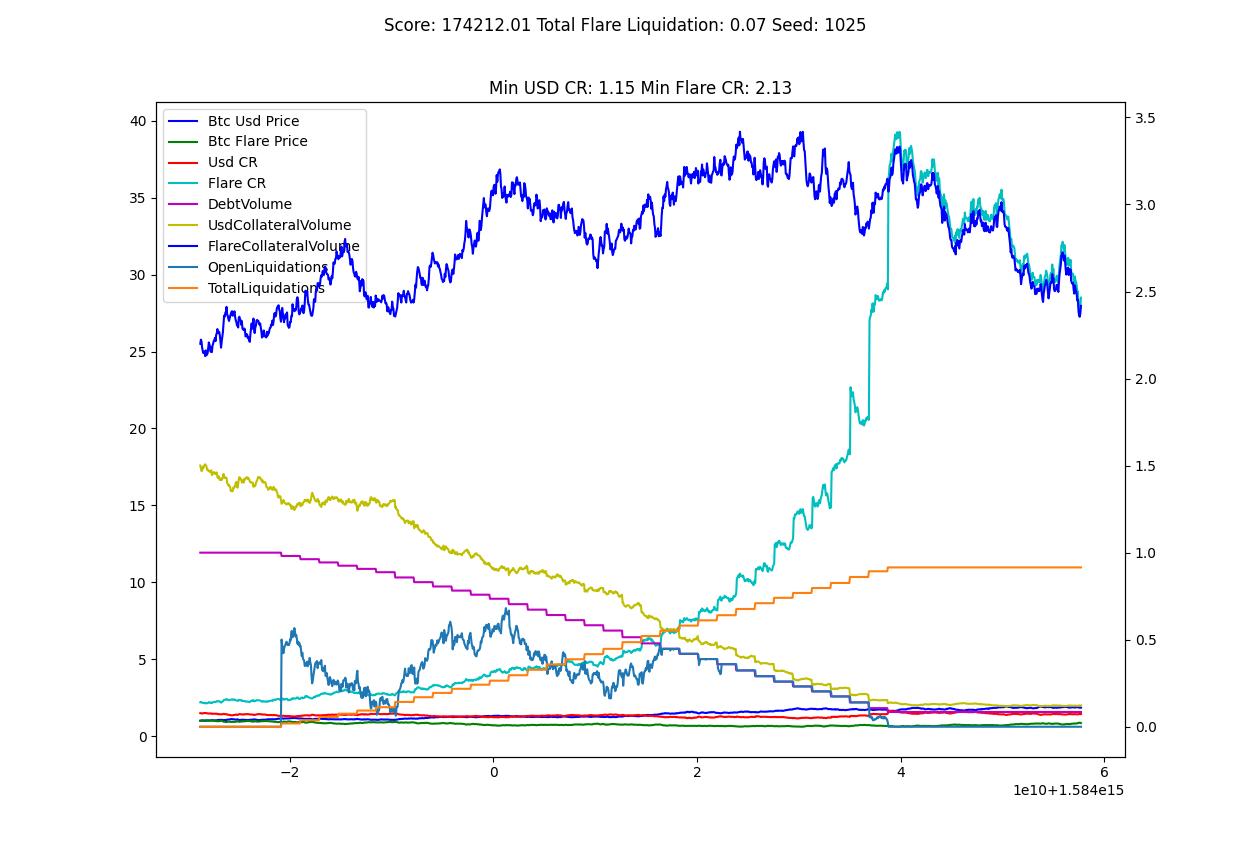 Score: 174212.01 Total Flare Liquidation: 0.07 Seed: 1025
Min USD CR: 1.15 Min Flare CR: 2.13
Btc Usd Price
Btc Flare Price
Usd CR
Flare CR
DebtVolume
UsdCollateralVolume
FlareCollateralVolume
OpenLiquidations
TotalLiquidations
40
35
30
25
20
15
10
5
0
3.5
3.0
2.5
2.0
1.5
1.0
0.5
0.0
−2 0 2 4 6
1e10+1.584e15